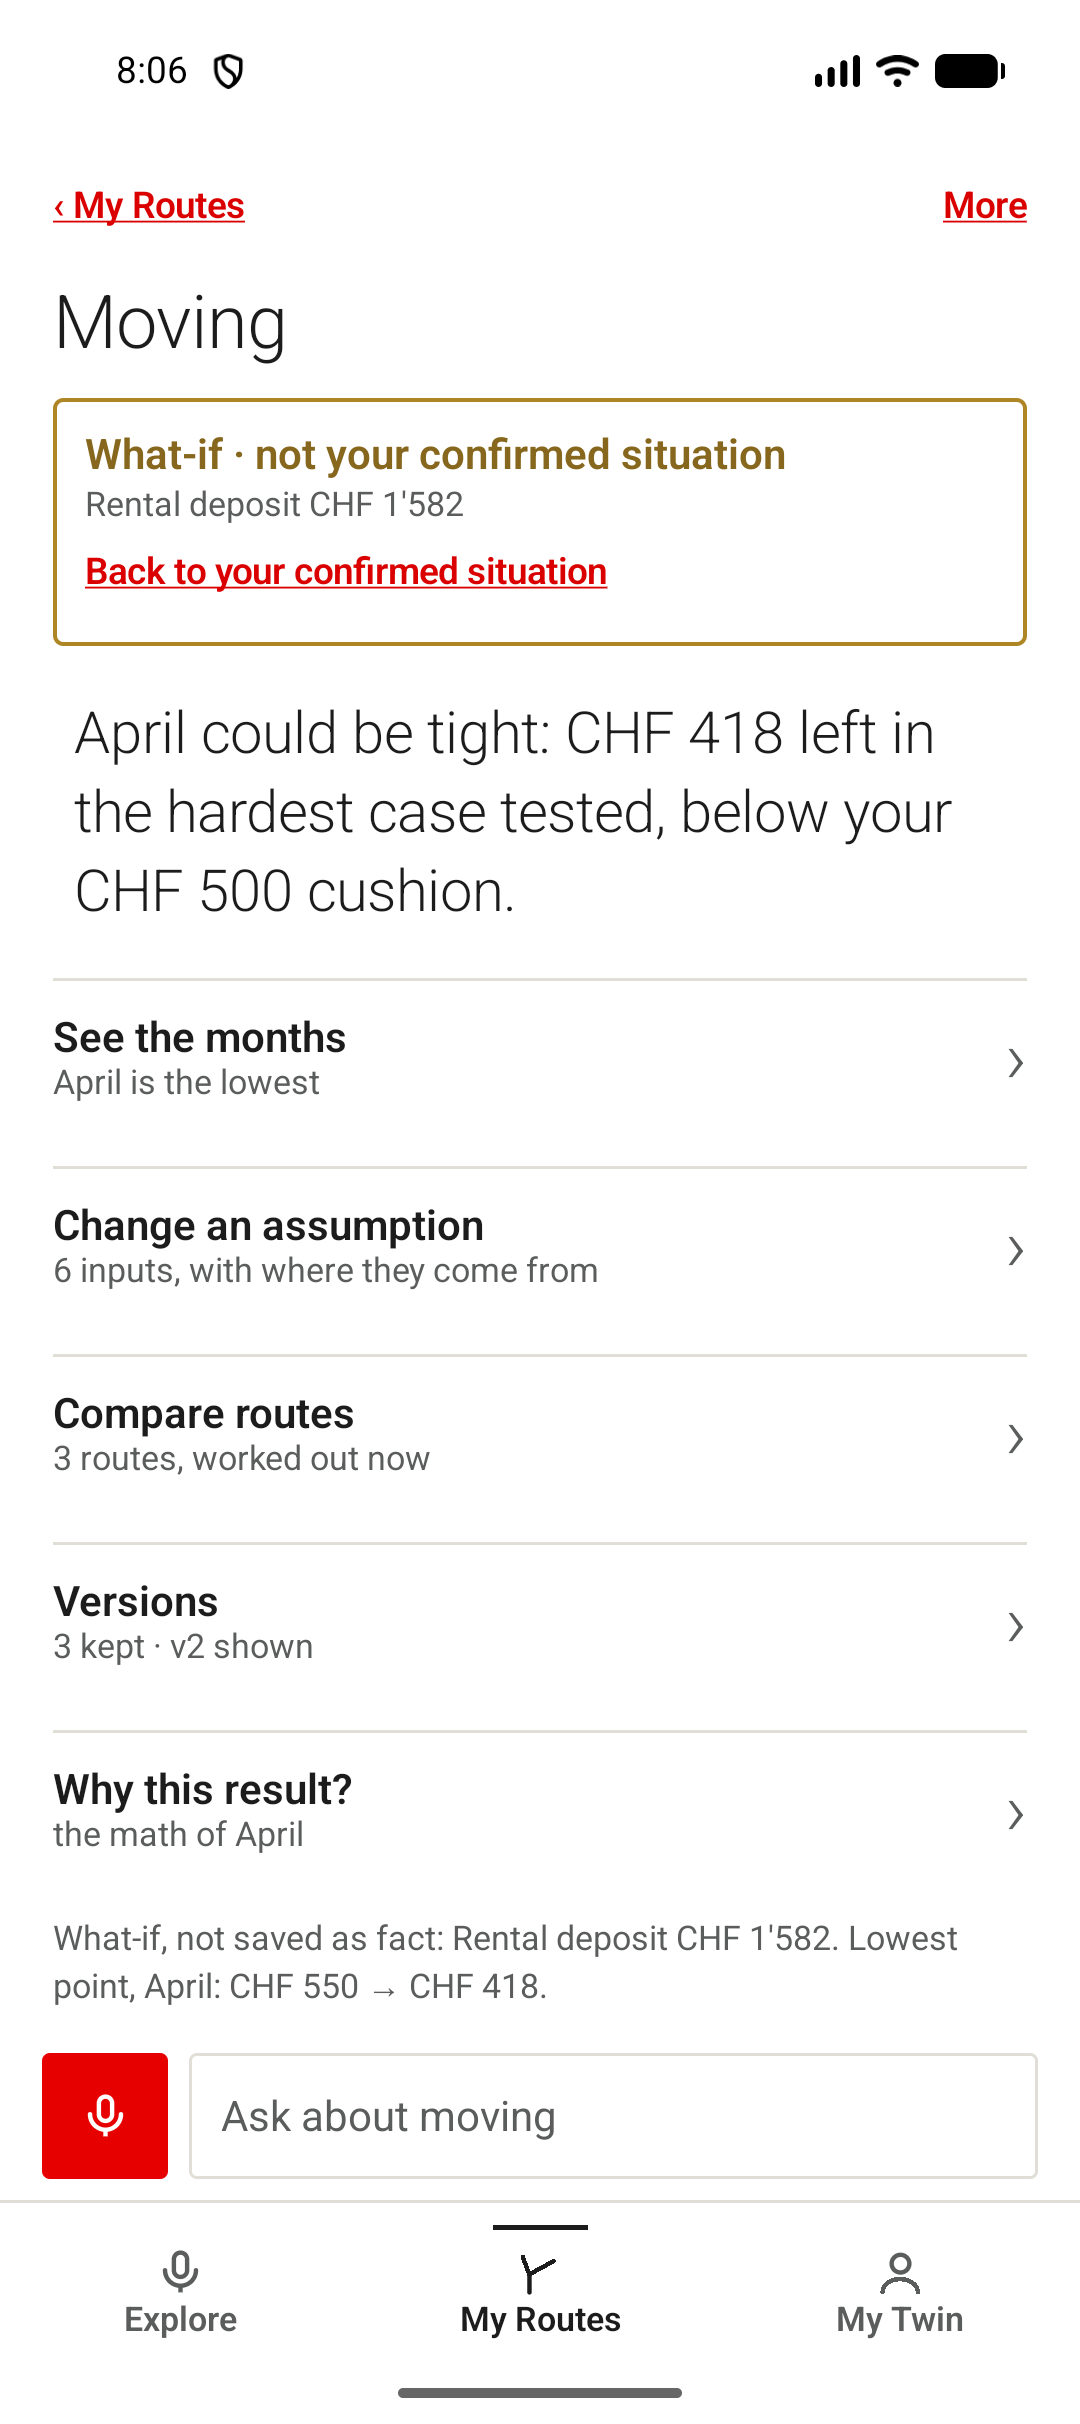 8:06
‹ My Routes
More
Moving
What-if · not your confirmed situation
Rental deposit CHF 1'582
Back to your confirmed situation
April could be tight: CHF 418 left in
the hardest case tested, below your
CHF 500 cushion.
See the months
April is the lowest
Change an assumption
6 inputs, with where they come from
Compare routes
3 routes, worked out now
Versions
3 kept · v2 shown
Why this result?
the math of April
What-if, not saved as fact: Rental deposit CHF 1'582. Lowest
point, April: CHF 550 → CHF 418.
Ask about moving
Explore
My Routes
My Twin